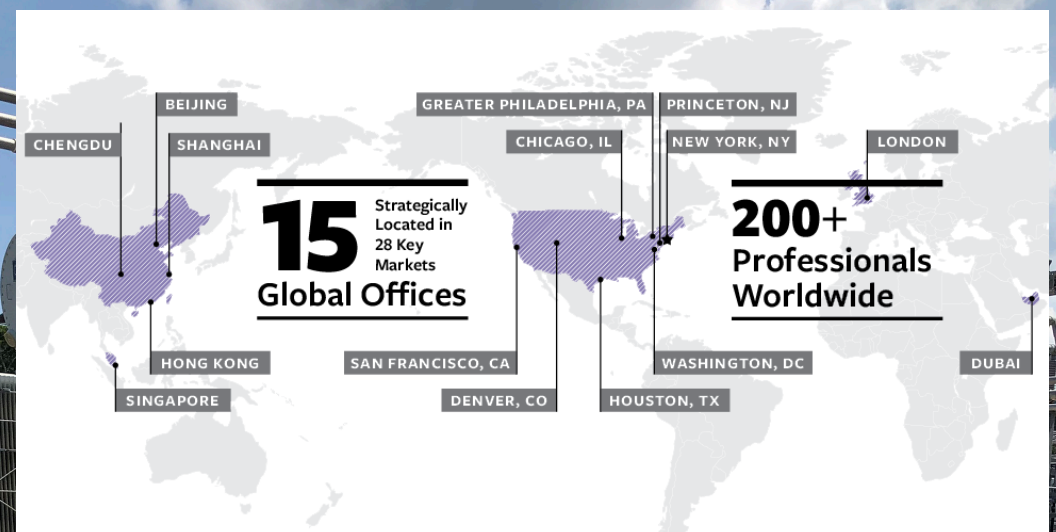 BEIJING
GREATER PHILADELPHIA, PA
PRINCETON, NJ
CHENGDU
SHANGHAI
CHICAGO, IL
NEW YORK, NY
LONDON
15
Strategically
Located in
28 Key
Markets
Global Offices
200+
Professionals
Worldwide
HONG KONG
SAN FRANCISCO, CA
WASHINGTON, DC
DUBAI
SINGAPORE
DENVER, CO
HOUSTON, TX